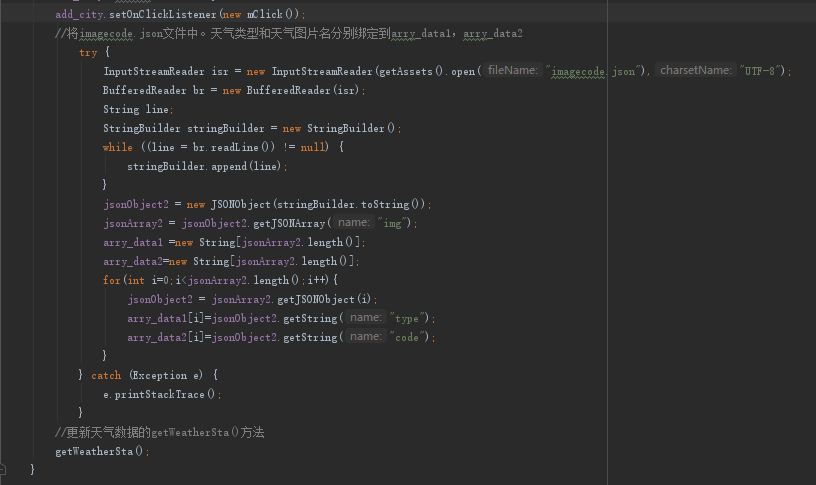 add_city.setOnClickListener(new mClick());
//将imagecode.json文件中。天气类型和天气图片名分别绑定到arry_data1，arry_data2
try {
InputStreamReader isr = new InputStreamReader(getAssets().open( fileName: "imagecode.json"), charsetName: "UTF-8");
BufferedReader br = new BufferedReader(isr);
String line;
StringBuilder stringBuilder = new StringBuilder();
while ((line = br.readLine()) != null) {
stringBuilder.append(line);
}
jsonObject2 = new JSONObject(stringBuilder.toString());
jsonArray2 = jsonObject2.getJSONArray( name: "img");
arry_data1 =new String[jsonArray2.length()];
arry_data2=new String[jsonArray2.length()];
for(int i=0;i<jsonArray2.length();i++){
jsonObject2 = jsonArray2.getJSONObject(i);
arry_data1[i]=jsonObject2.getString( name: "type");
arry_data2[i]=jsonObject2.getString( name: "code");
}
} catch (Exception e) {
e.printStackTrace();
}
//更新天气数据的getWeatherSta()方法
getWeatherSta();
}